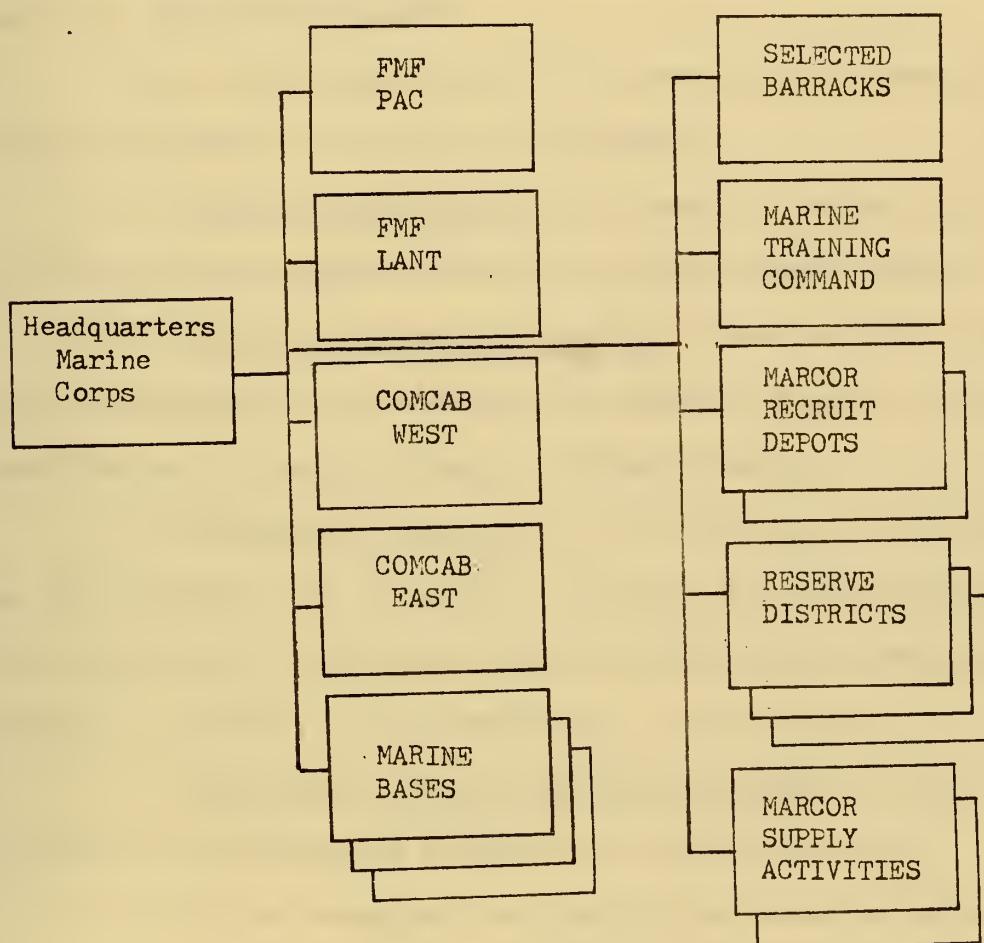 Headquarters
Marine
Corps
FMF
PAC
FMF
LANT
COMCAB
WEST
COMCAB
EAST
MARINE
BASES
SELECTED
BARRACKS
MARINE
TRAINING
COMMAND
MARCOR
RECRUIT
DEPOTS
RESERVE
DISTRICTS
MARCOR
SUPPLY
ACTIVITIES